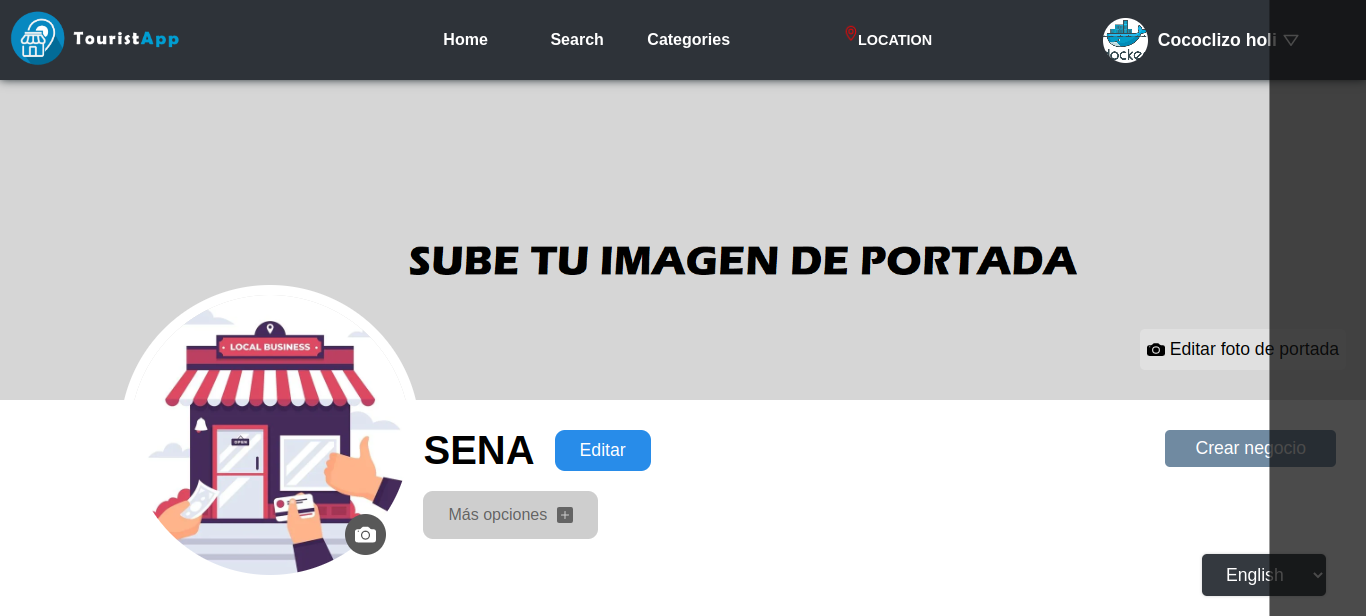 TouristApp
Home
Search
Categories
LOCATION
Cococlizo holi
SUBE TU IMAGEN DE PORTADA
LOCAL BUSINESS
OPEN
Editar foto de portada
SENA
Editar
Crear negocio
Más opciones
English